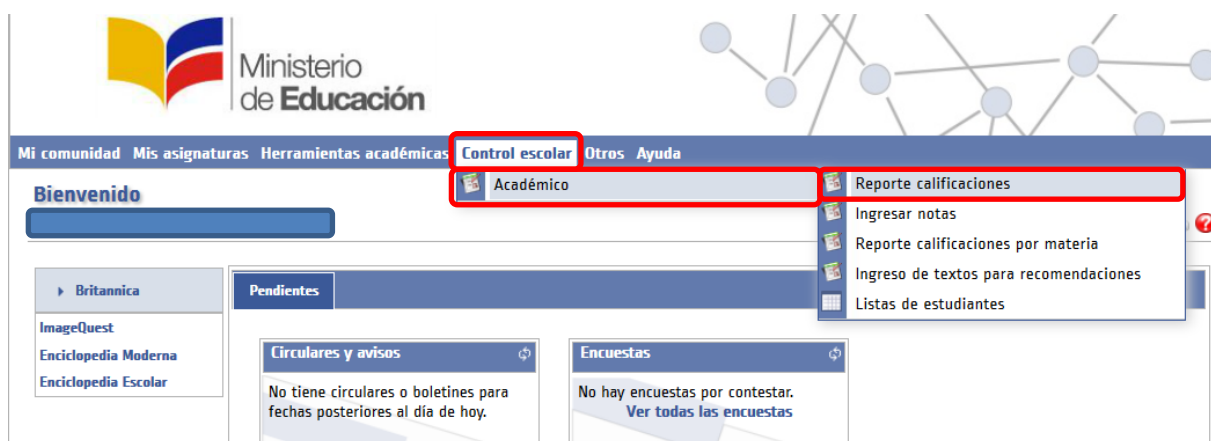 Ministerio
de Educación
Mi comunidad Mis asignaturas Herramientas académicas Control escolar Otros Ayuda
Bienvenido
Académico
Reporte calificaciones
Ingresar notas
Reporte calificaciones por materia
Ingreso de textos para recomendaciones
Listas de estudiantes
?
Britannica
ImageQuest
Enciclopedia Moderna
Enciclopedia Escolar
Pendientes
Circulares y avisos
No tiene circulares o boletines para
fechas posteriores al día de hoy.
Encuestas
No hay encuestas por contestar.
Ver todas las encuestas